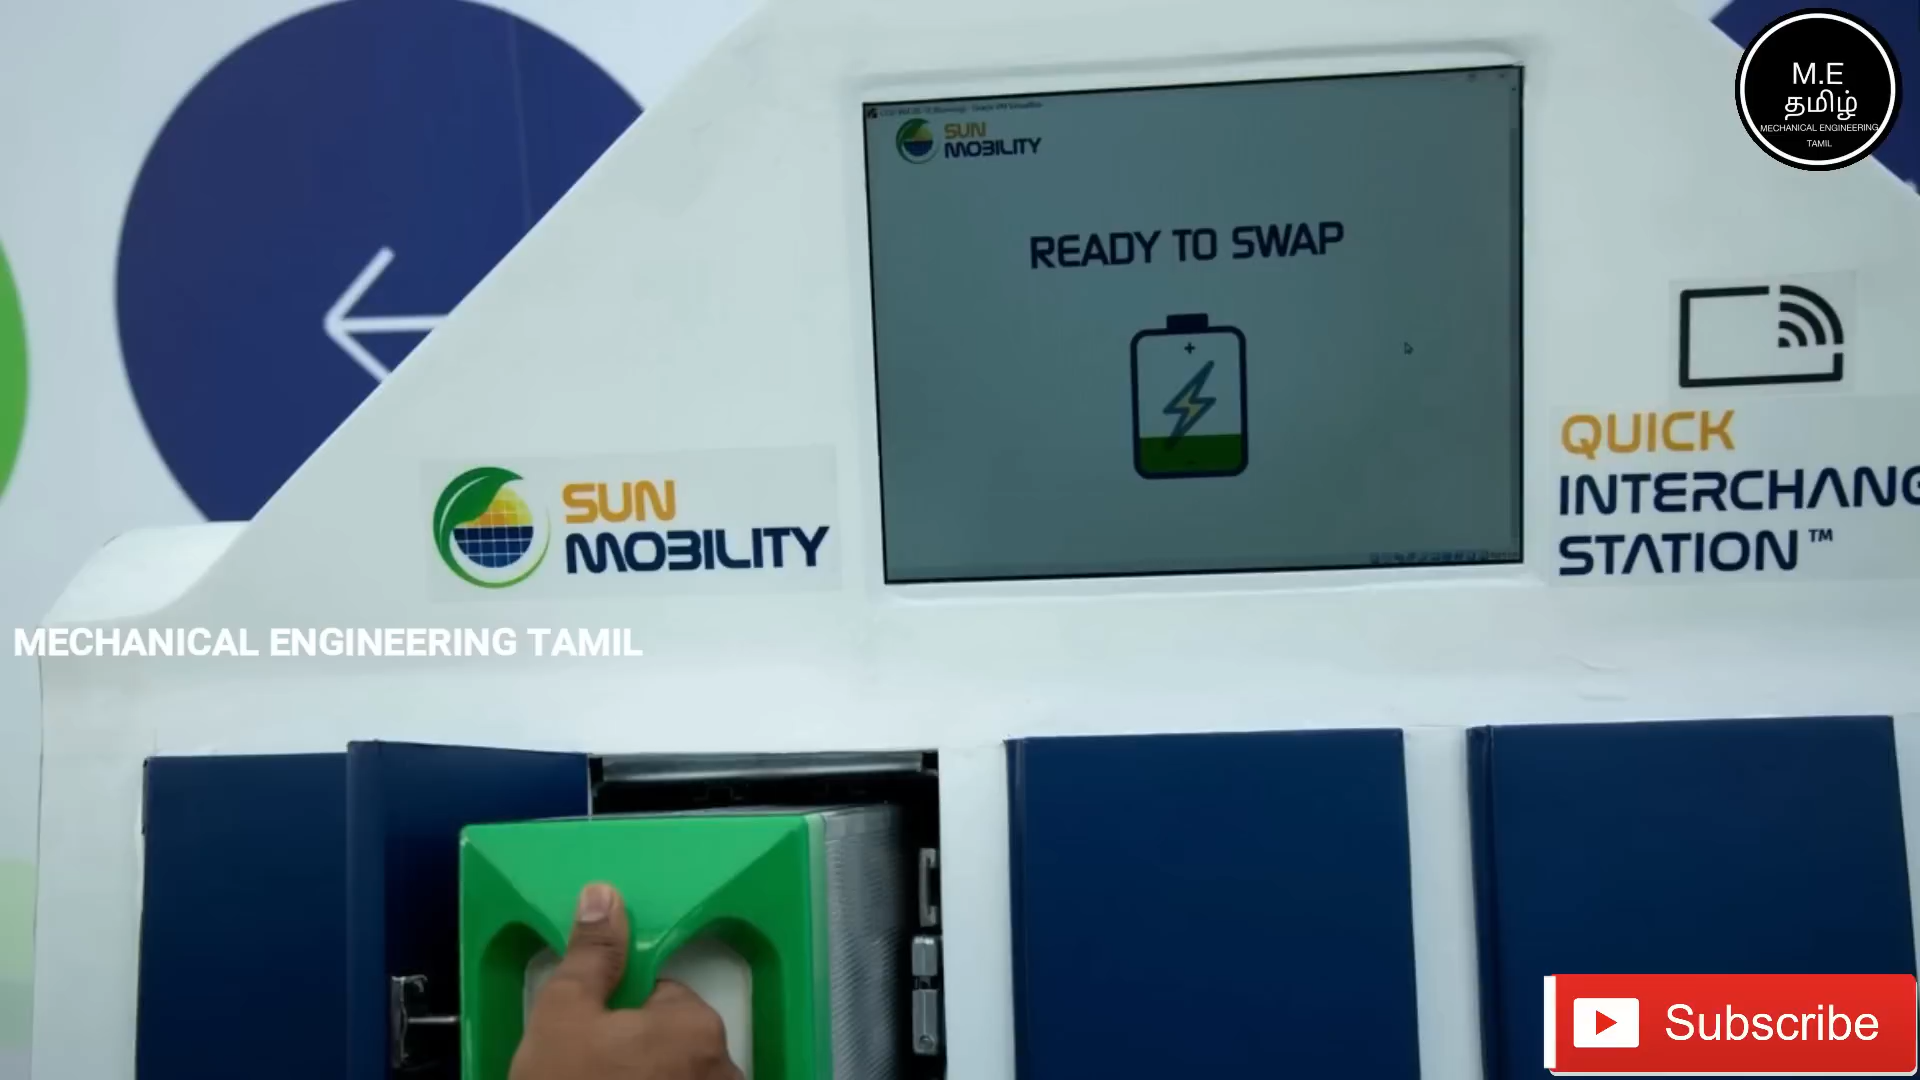 M.E
தமிழ்
MECHANICAL ENGINEERING
TAMIL
SUN
MOBILITY
READY TO SWAP
+
QUICK
INTERCHANG
STATION™
SUN
MOBILITY
MECHANICAL ENGINEERING TAMIL
Subscribe